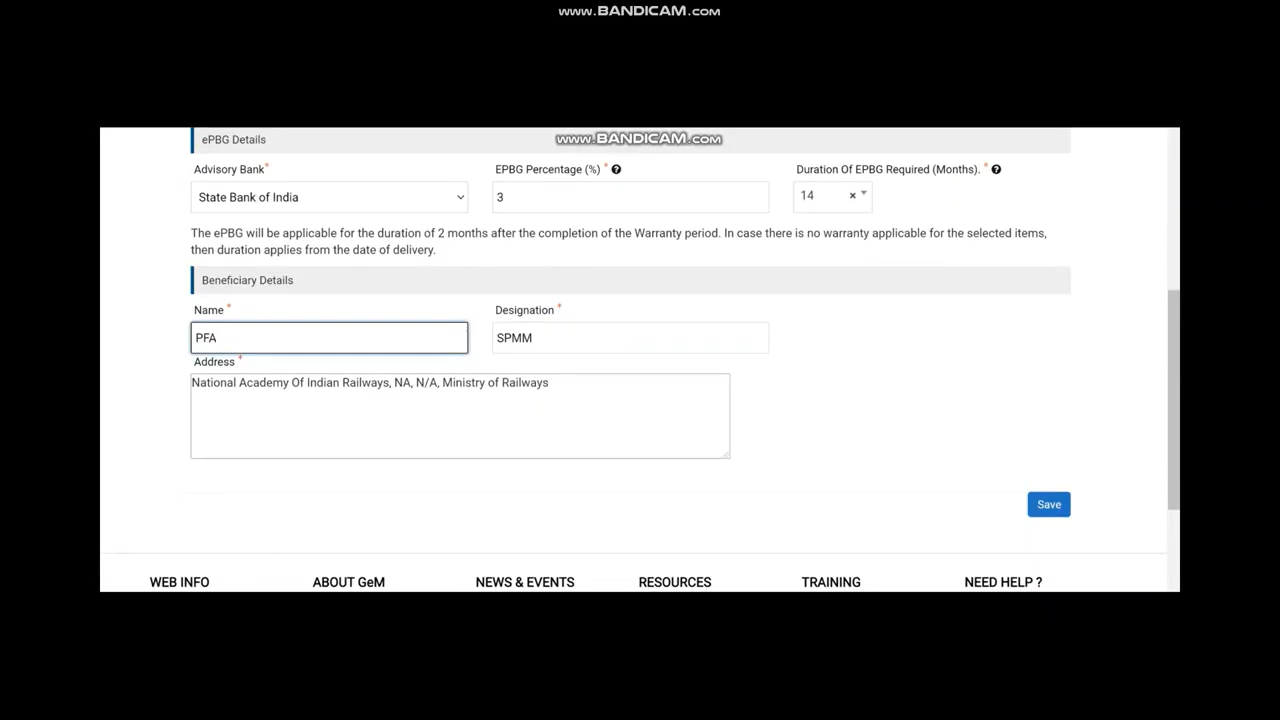 www.BANDICAM.com
ePBG Details
www.BANDICAM.com
Advisory Bank* EPBG Percentage (%) * Duration Of EPBG Required (Months). *
State Bank of India 3 14
The ePBG will be applicable for the duration of 2 months after the completion of the Warranty period. In case there is no warranty applicable for the selected items,
then duration applies from the date of delivery.
Beneficiary Details
Name * Designation *
PFA SPMM
Address *
National Academy Of Indian Railways, NA, N/A, Ministry of Railways
Save
WEB INFO ABOUT GeM NEWS & EVENTS RESOURCES TRAINING NEED HELP ?